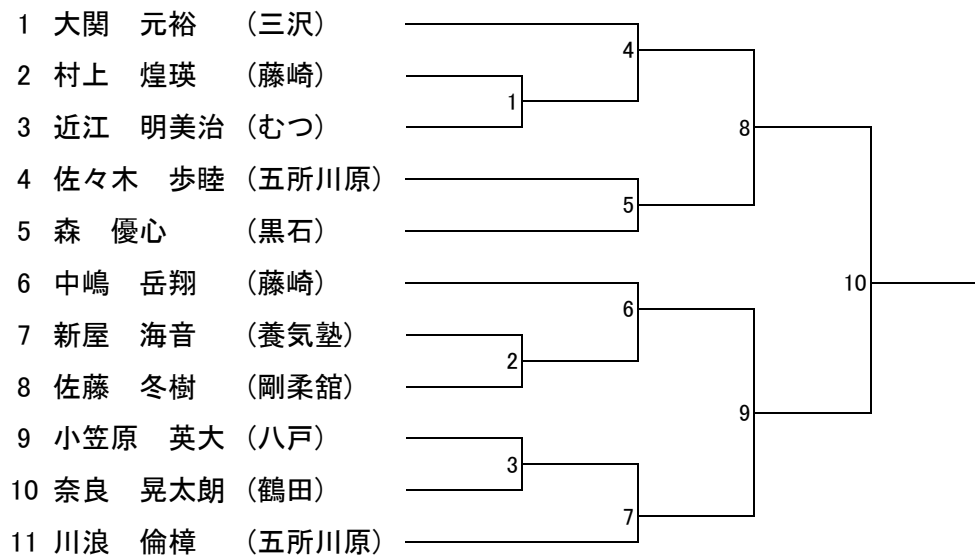 1 大関　元裕　（三沢）
4
2 村上　煌瑛　（藤崎）
1
3 近江　明美治（むつ）
8
4 佐々木　歩睦（五所川原）
5
5 森　優心　　（黒石）
6 中嶋　岳翔　（藤崎）
10
6
7 新屋　海音　（養気塾）
2
8 佐藤　冬樹　（剛柔舘）
9
9 小笠原　英大（八戸）
3
10 奈良　晃太朗（鶴田）
7
11 川浪　倫樟　（五所川原）